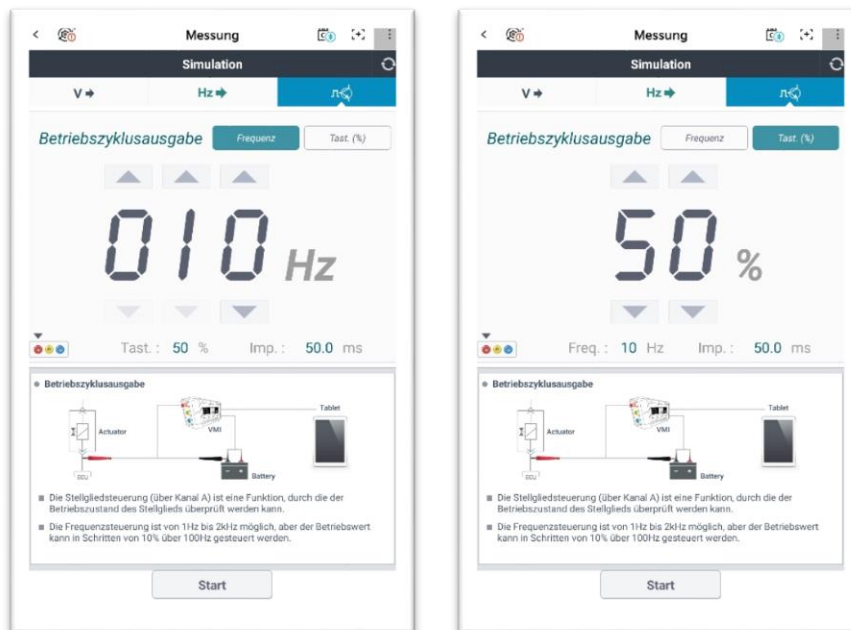 Messung
Simulation
V
Hz
Betriebszyklusausgabe
Frequenz
Tast. (%)
010 Hz
Tast. : 50 % Imp. : 50.0 ms
Betriebszyklusausgabe
Actuator
ECU
VMI
Battery
Tablet
Die Stellgliedsteuerung (über Kanal A) ist eine Funktion, durch die der
Betriebszustand des Stellglieds überprüft werden kann.
Die Frequenzsteuerung ist von 1Hz bis 2kHz möglich, aber der Betriebswert
kann in Schritten von 10% über 100Hz gesteuert werden.
Start
Messung
Simulation
V
Hz
Betriebszyklusausgabe
Frequenz
Tast. (%)
50 %
Freq. : 10 Hz Imp. : 50.0 ms
Betriebszyklusausgabe
Actuator
ECU
VMI
Battery
Tablet
Die Stellgliedsteuerung (über Kanal A) ist eine Funktion, durch die der
Betriebszustand des Stellglieds überprüft werden kann.
Die Frequenzsteuerung ist von 1Hz bis 2kHz möglich, aber der Betriebswert
kann in Schritten von 10% über 100Hz gesteuert werden.
Start